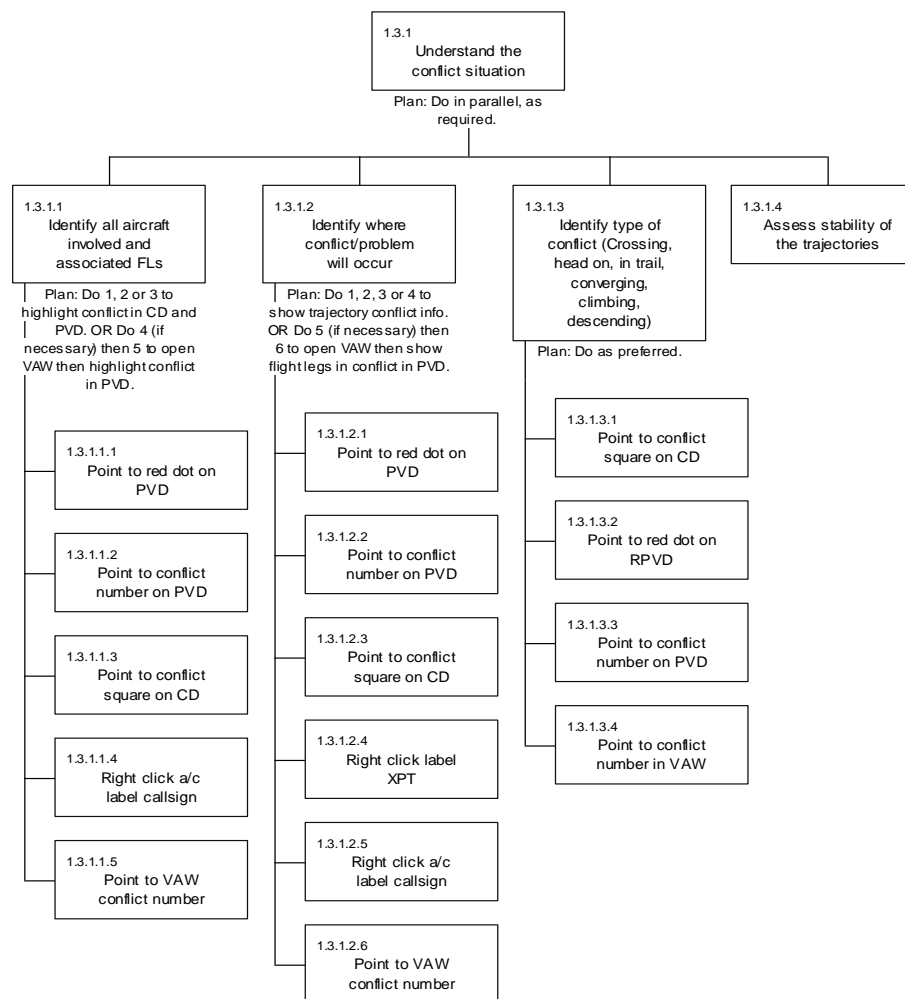 1.3.1
Understand the
conflict situation
Plan: Do in parallel, as
required.
1.3.1.1
Identify all aircraft
involved and
associated FLs
Plan: Do 1, 2 or 3 to
highlight conflict in CD and
PVD. OR Do 4 (if
necessary) then 5 to open
VAW then highlight conflict
in PVD.
1.3.1.1.1
Point to red dot on
PVD
1.3.1.1.2
Point to conflict
number on PVD
1.3.1.1.3
Point to conflict
square on CD
1.3.1.1.4
Right click a/c
label callsign
1.3.1.1.5
Point to VAW
conflict number
1.3.1.2
Identify where
conflict/problem
will occur
Plan: Do 1, 2, 3 or 4 to
show trajectory conflict info.
OR Do 5 (if necessary) then
6 to open VAW then show
flight legs in conflict in PVD.
1.3.1.2.1
Point to red dot on
PVD
1.3.1.2.2
Point to conflict
number on PVD
1.3.1.2.3
Point to conflict
square on CD
1.3.1.2.4
Right click label
XPT
1.3.1.2.5
Right click a/c
label callsign
1.3.1.2.6
Point to VAW
conflict number
1.3.1.3
Identify type of
conflict (Crossing,
head on, in trail,
converging,
climbing,
descending)
Plan: Do as preferred.
1.3.1.3.1
Point to conflict
square on CD
1.3.1.3.2
Point to red dot on
RPVD
1.3.1.3.3
Point to conflict
number on PVD
1.3.1.3.4
Point to conflict
number in VAW
1.3.1.4
Assess stability of
the trajectories